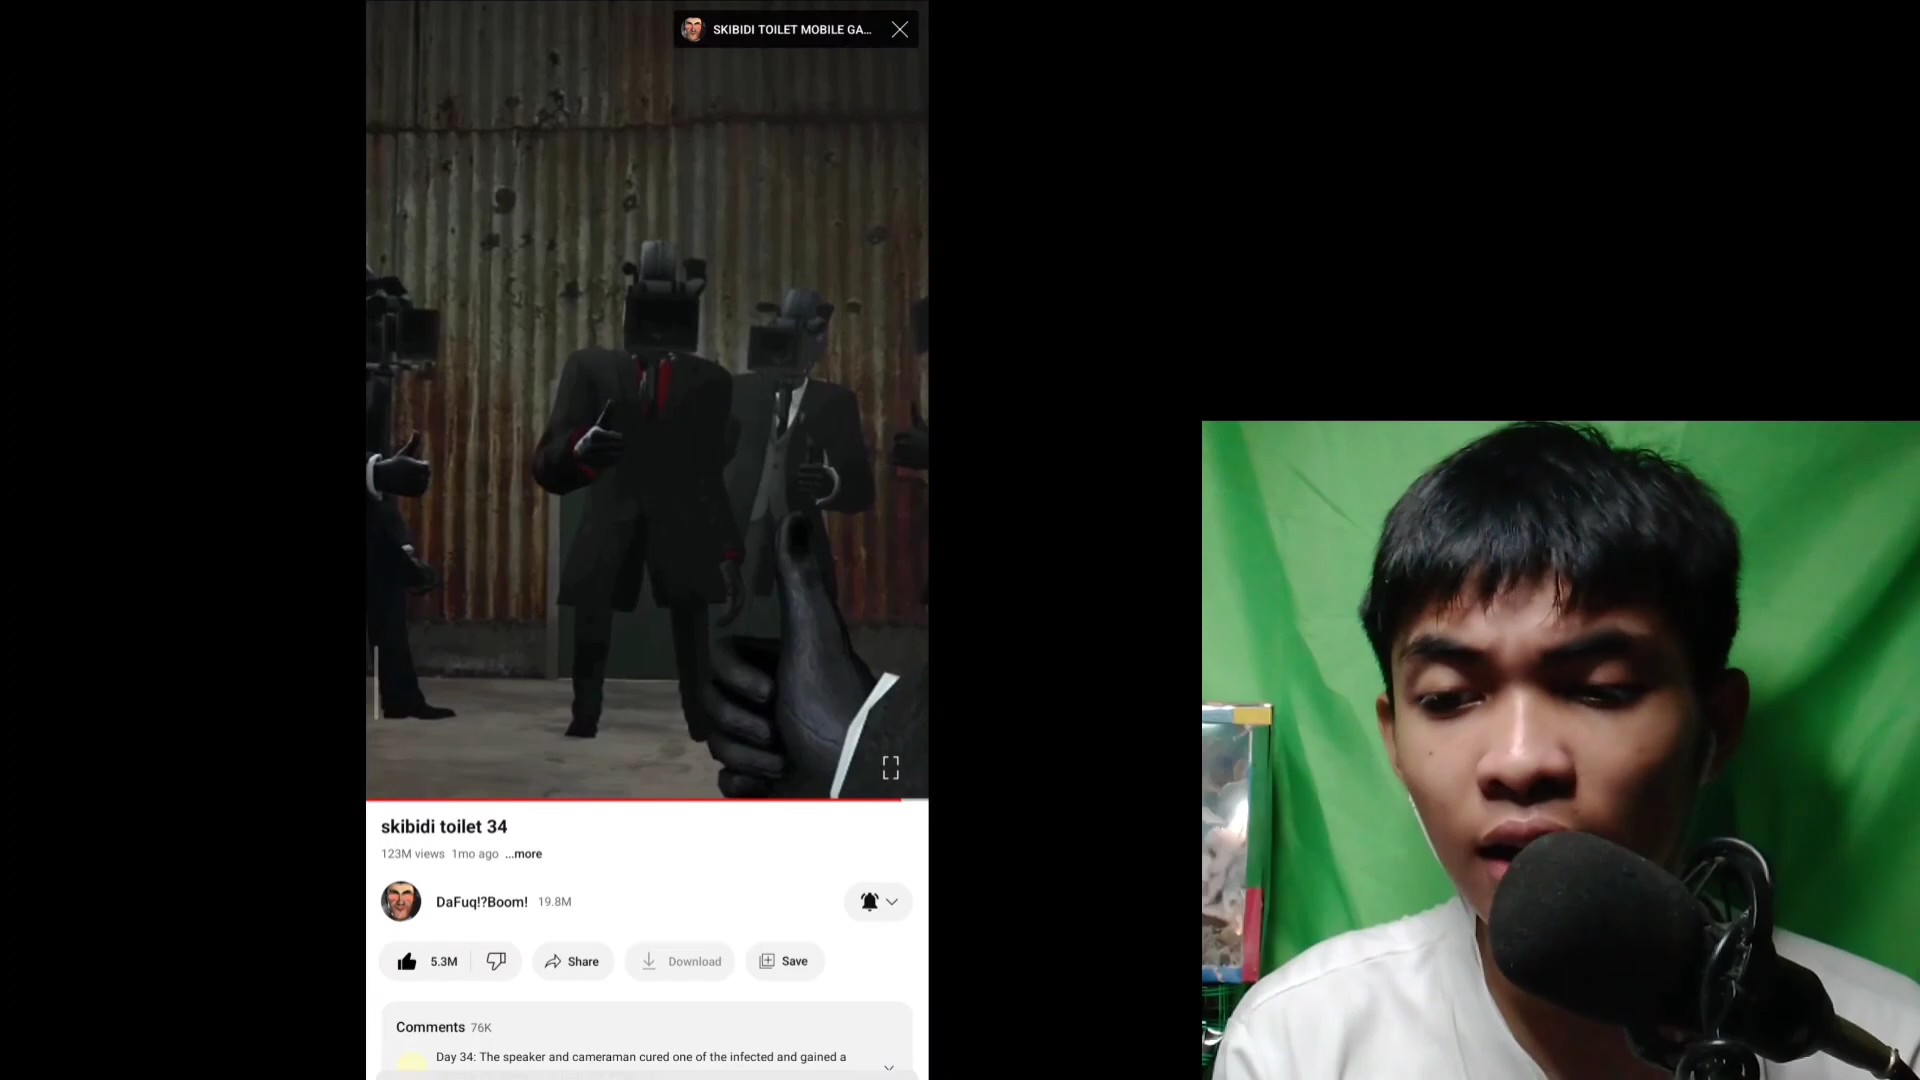 SKIBIDI TOILET MOBILE GA...
skibidi toilet 34
123M views 1mo ago ...more
DaFuq!?Boom! 19.8M
5.3M Share Download Save
Comments 76K
Day 34: The speaker and cameraman cured one of the infected and gained a